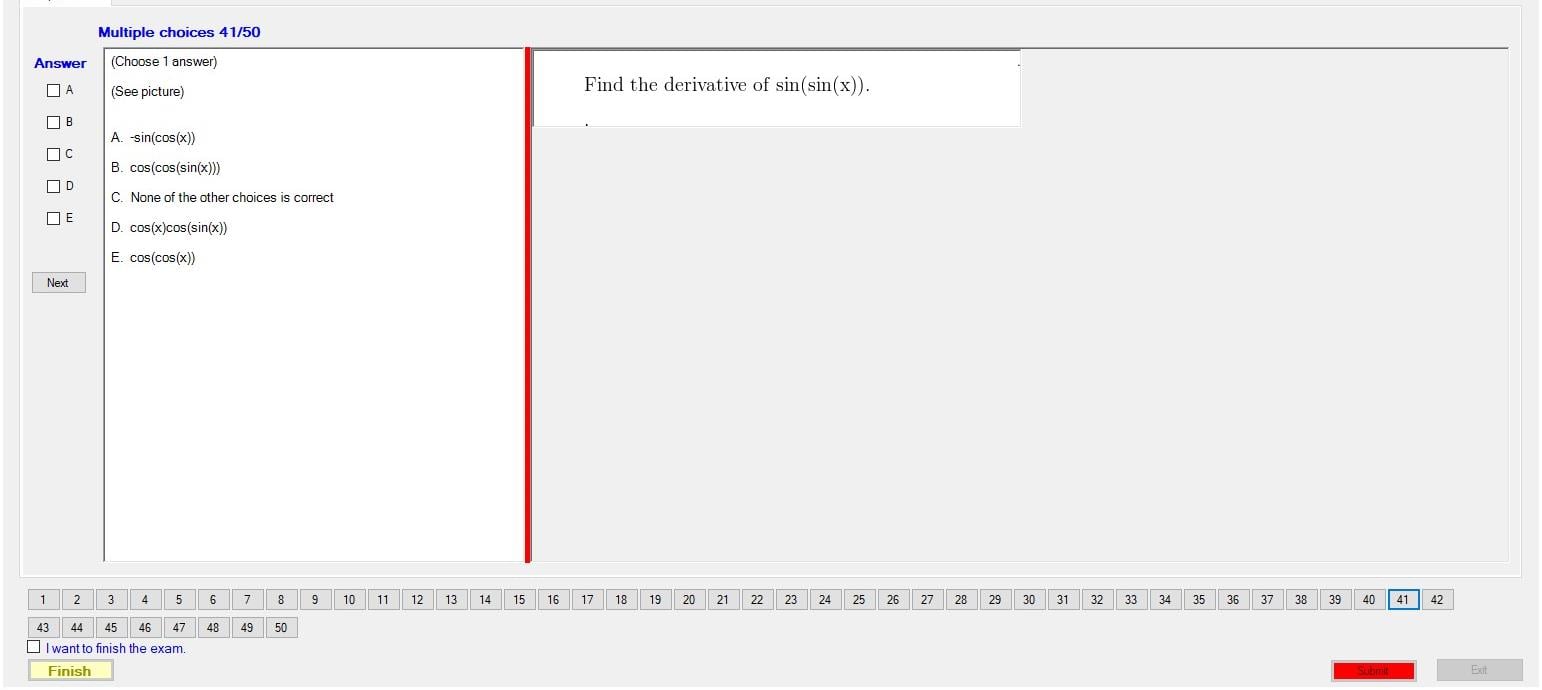 Multiple choices 41/50
Answer
A
B
C
D
E
Next
(Choose 1 answer)
(See picture)
A. -sin(cos(x))
B. cos(cos(sin(x)))
C. None of the other choices is correct
D. cos(x)cos(sin(x))
E. cos(cos(x))
Find the derivative of sin(sin(x)).
1 2 3 4 5 6 7 8 9 10 11 12 13 14 15 16 17 18 19 20 21 22 23 24 25 26 27 28 29 30 31 32 33 34 35 36 37 38 39 40 41 42
43 44 45 46 47 48 49 50
I want to finish the exam.
Finish
Submit
Exit